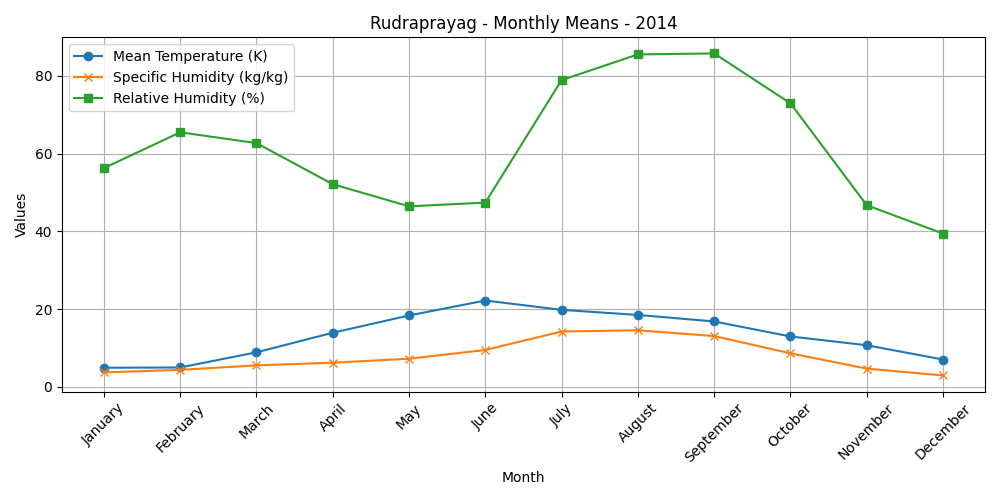 Rudraprayag - Monthly Means - 2014
Mean Temperature (K)
Specific Humidity (kg/kg)
Relative Humidity (%)
Values
80
60
40
20
0
January
February
March
April
May
June
July
August
September
October
November
December
Month